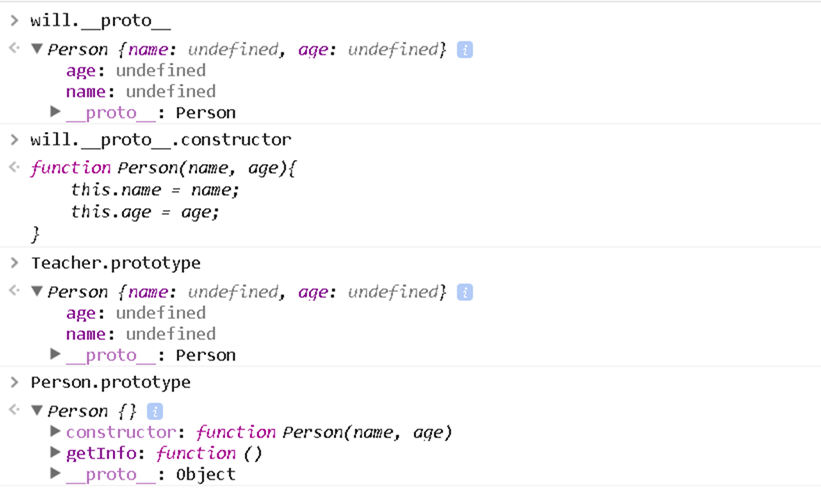 > will.__proto__
<· ▼ Person {name: undefined, age: undefined} i
age: undefined
name: undefined
▶ __proto__: Person
> will.__proto__.constructor
<· function Person(name, age){
this.name = name;
this.age = age;
}
> Teacher.prototype
<· ▼ Person {name: undefined, age: undefined} i
age: undefined
name: undefined
▶ __proto__: Person
> Person.prototype
<· ▼ Person {} i
▶ constructor: function Person(name, age)
▶ getInfo: function ()
▶ __proto__: Object